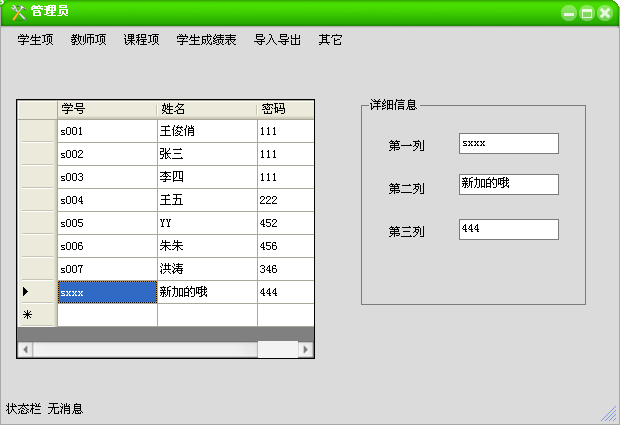 管理员
学生项 教师项 课程项 学生成绩表 导入导出 其它
学号 姓名 密码
s001 王俊俏 111
s002 张三 111
s003 李四 111
s004 王五 222
s005 YY 452
s006 朱朱 456
s007 洪涛 346
sxxx 新加的哦 444
详细信息
第一列 sxxx
第二列 新加的哦
第三列 444
状态栏 无消息